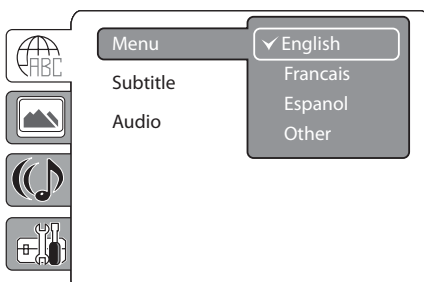 ABC
Menu
Subtitle
Audio
English
Francais
Espanol
Other